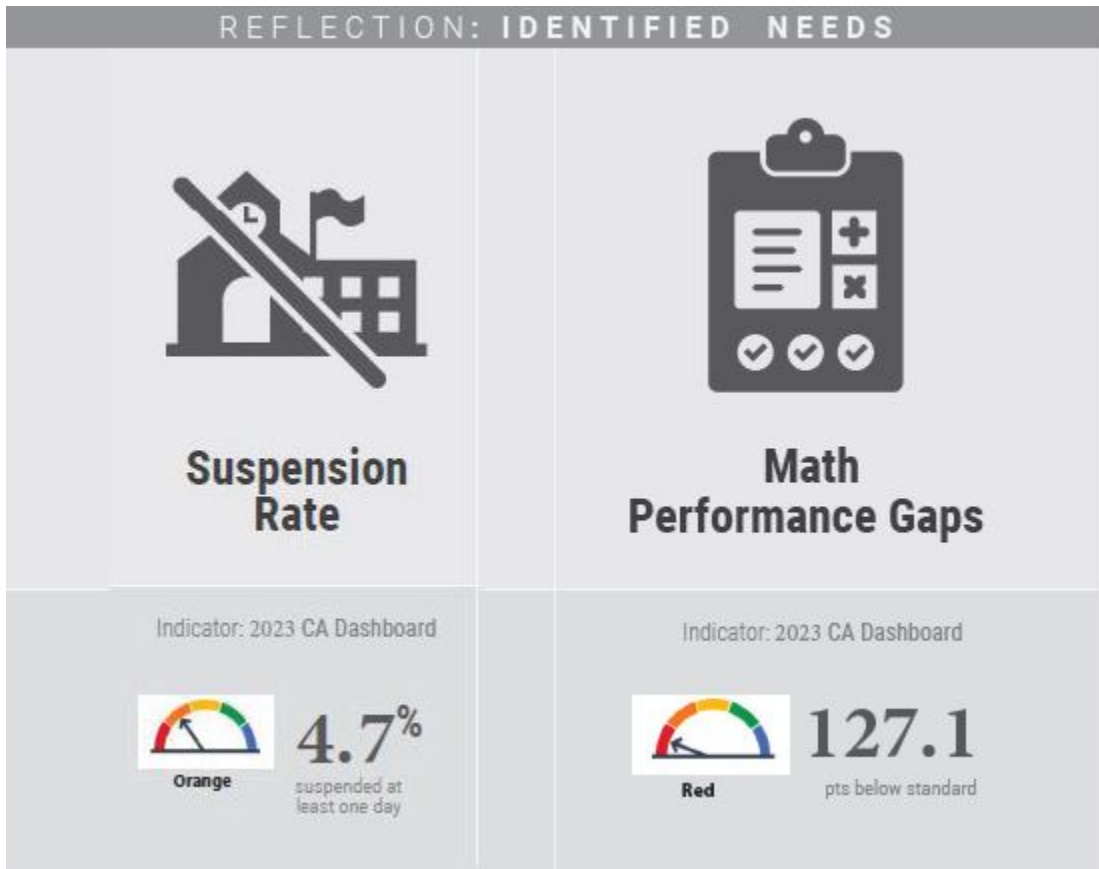 REFLECTION: IDENTIFIED NEEDS
Suspension
Rate
Indicator: 2023 CA Dashboard
Orange
4.7%
suspended at
least one day
Math
Performance Gaps
Indicator: 2023 CA Dashboard
Red
127.1
pts below standard